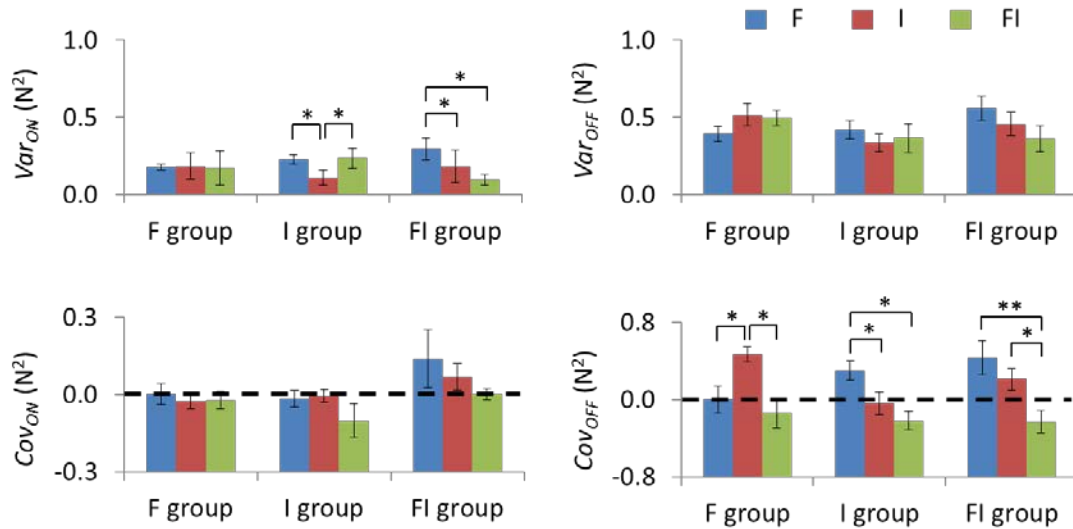 F I FI
1.0
0.5
0.0
Var_ON (N²)
* * * *
F group I group FI group
1.0
0.5
0.0
Var_OFF (N²)
F group I group FI group
0.3
0.0
-0.3
Cov_ON (N²)
F group I group FI group
0.8
0.0
-0.8
Cov_OFF (N²)
* * * * ** *
F group I group FI group